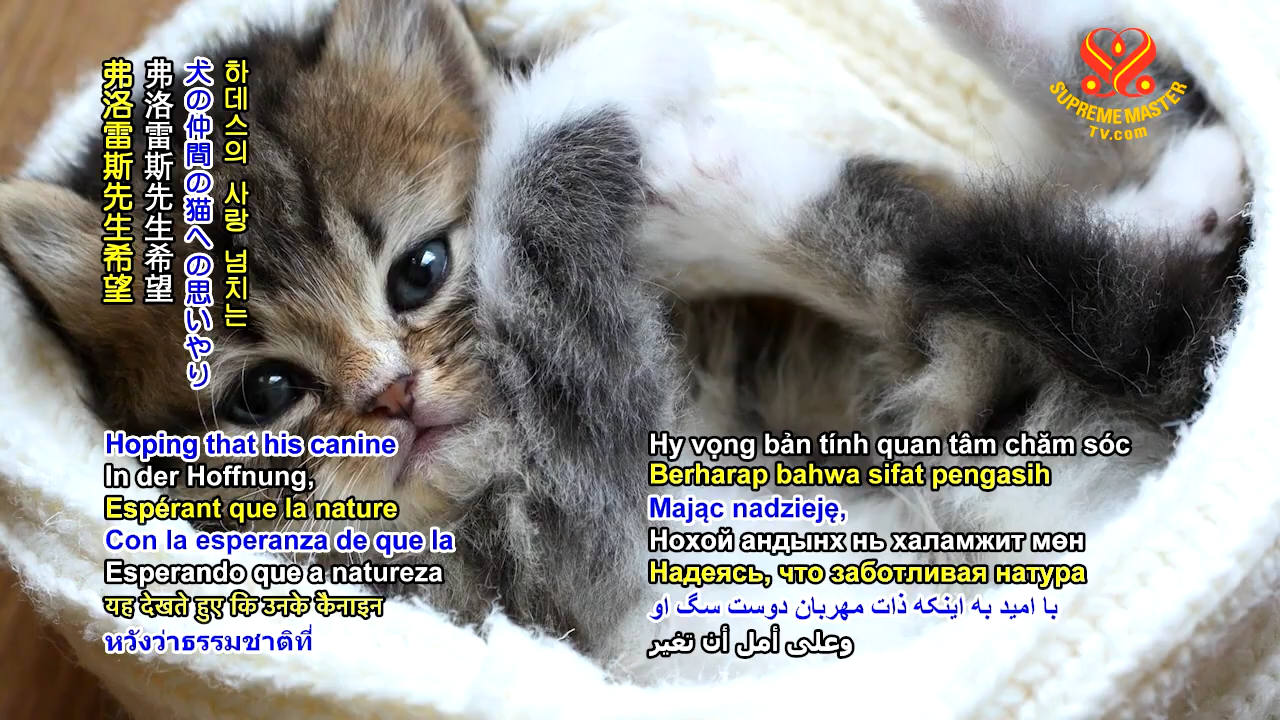 弗洛雷斯先生希望
弗洛雷斯先生希望
犬の仲間の猫への思いやり
하데스의 사랑 넘치는
SUPREME MASTER
TV.com
Hoping that his canine
In der Hoffnung,
Espérant que la nature
Con la esperanza de que la
Esperando que a natureza
यह देखते हुए कि उनके कैनाइन
หวังว่าธรรมชาติที่
Hy vọng bản tính quan tâm chăm sóc
Berharap bahwa sifat pengasih
Mając nadzieję,
Нохой андынх нь халамжит мөн
Надеясь, что заботливая натура
با امید به اینکه ذات مهربان دوست سگ او
وعلى أمل أن تغير